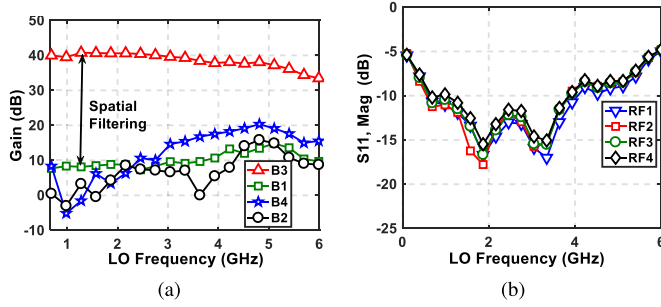 (a)
50
40
30
20
10
0
-10
Gain (dB)
Spatial
Filtering
B3
B1
B4
B2
1
2
3
4
5
6
LO Frequency (GHz)
(a)
(b)
0
-5
-10
-15
-20
-25
S11, Mag (dB)
RF1
RF2
RF3
RF4
0
2
4
6
LO Frequency (GHz)
(b)